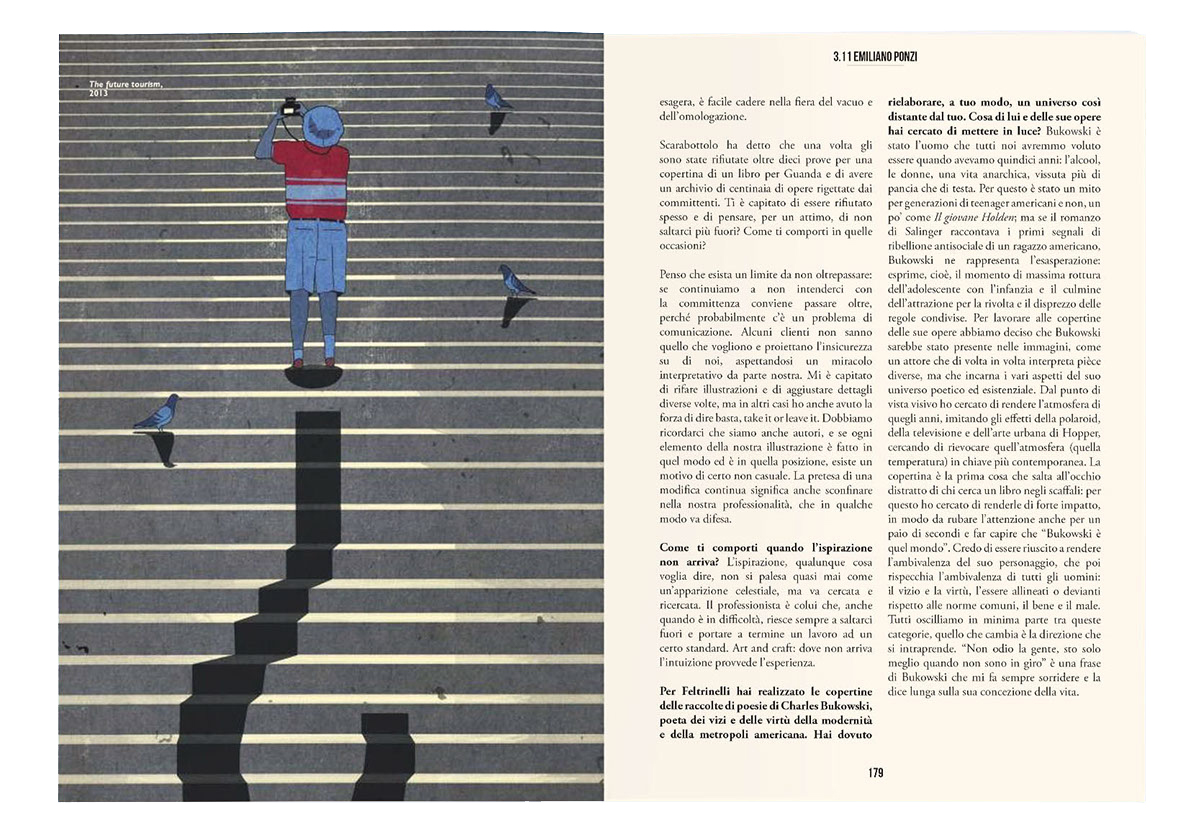 The future tourism,
2013
3.11 EMILIANO PONZI
esagera, è facile cadere nella fiera del vacuo e
dell'omologazione.
Scarabottolo ha detto che una volta gli
sono state rifiutate oltre dieci prove per una
copertina di un libro per Guanda e di avere
un archivio di centinaia di opere rigettate dai
committenti. Ti è capitato di essere rifiutato
spesso e di pensare, per un attimo, di non
saltarci più fuori? Come ti comporti in quelle
occasioni?
Penso che esista un limite da non oltrepassare:
se continuiamo a non intenderci con
la committenza conviene passare oltre,
perché probabilmente c'è un problema di
comunicazione. Alcuni clienti non sanno
quello che vogliono e proiettano l'insicurezza
su di noi, aspettandosi un miracolo
interpretativo da parte nostra. Mi è capitato
di rifare illustrazioni e di aggiustare dettagli
diverse volte, ma in altri casi ho anche avuto la
forza di dire basta, take it or leave it. Dobbiamo
ricordarci che siamo anche autori, e se ogni
elemento della nostra illustrazione è fatto in
quel modo ed è in quella posizione, esiste un
motivo di certo non casuale. La pretesa di una
modifica continua significa anche sconfinare
nella nostra professionalità, che in qualche
modo va difesa.
Come ti comporti quando l'ispirazione
non arriva? L'ispirazione, qualunque cosa
voglia dire, non si palesa quasi mai come
un'apparizione celestiale, ma va cercata e
ricercata. Il professionista è colui che, anche
quando è in difficoltà, riesce sempre a saltarci
fuori e portare a termine un lavoro ad un
certo standard. Art and craft: dove non arriva
l'intuizione provvede l'esperienza.
Per Feltrinelli hai realizzato le copertine
delle raccolte di poesie di Charles Bukowski,
poeta dei vizi e delle virtù della modernità
e della metropoli americana. Hai dovuto
rielaborare, a tuo modo, un universo così
distante dal tuo. Cosa di lui e delle sue opere
hai cercato di mettere in luce? Bukowski è
stato l'uomo che tutti noi avremmo voluto
essere quando avevamo quindici anni: l'alcool,
le donne, una vita anarchica, vissuta più di
pancia che di testa. Per questo è stato un mito
per generazioni di teenager americani e non, un
po' come Il giovane Holden; ma se il romanzo
di Salinger raccontava i primi segnali di
ribellione antisociale di un ragazzo americano,
Bukowski ne rappresenta l'esasperazione:
esprime, cioè, il momento di massima rottura
dell'adolescente con l'infanzia e il culmine
dell'attrazione per la rivolta e il disprezzo delle
regole condivise. Per lavorare alle copertine
delle sue opere abbiamo deciso che Bukowski
sarebbe stato presente nelle immagini, come
un attore che di volta in volta interpreta pièce
diverse, ma che incarna i vari aspetti del suo
universo poetico ed esistenziale. Dal punto di
vista visivo ho cercato di rendere l'atmosfera di
quegli anni, imitando gli effetti della polaroid,
della televisione e dell'arte urbana di Hopper,
cercando di rievocare quell'atmosfera (quella
temperatura) in chiave più contemporanea. La
copertina è la prima cosa che salta all'occhio
distratto di chi cerca un libro negli scaffali: per
questo ho cercato di renderle di forte impatto,
in modo da rubare l'attenzione anche per un
paio di secondi e far capire che "Bukowski è
quel mondo". Credo di essere riuscito a rendere
l'ambivalenza del suo personaggio, che poi
rispecchia l'ambivalenza di tutti gli uomini:
il vizio e la virtù, l'essere allineati o devianti
rispetto alle norme comuni, il bene e il male.
Tutti oscilliamo in minima parte tra queste
categorie, quello che cambia è la direzione che
si intraprende. "Non odio la gente, sto solo
meglio quando non sono in giro" è una frase
di Bukowski che mi fa sempre sorridere e la
dice lunga sulla sua concezione della vita.
179